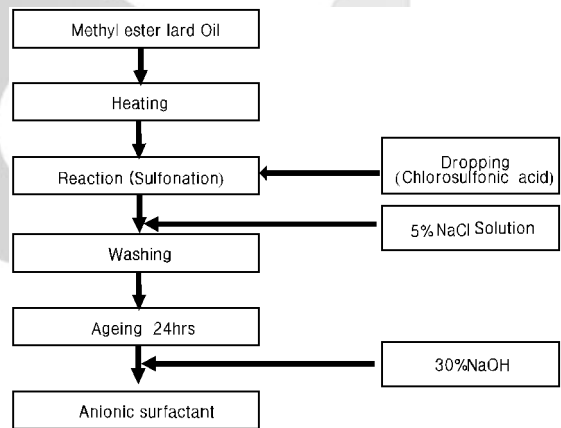 Methyl ester lard Oil
Heating
Reaction (Sulfonation)
Dropping
(Chlorosulfonic acid)
5% NaCl Solution
Washing
Ageing 24hrs
30%NaOH
Anionic surfactant